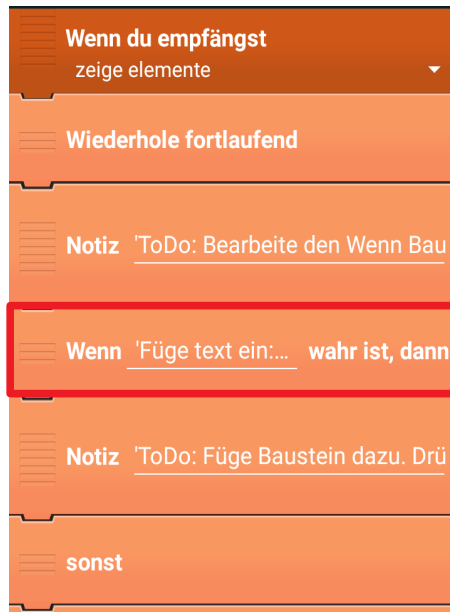 Wenn du empfängst
zeige elemente
Wiederhole fortlaufend
Notiz 'ToDo: Bearbeite den Wenn Bau
Wenn 'Füge text ein:... wahr ist, dann
Notiz 'ToDo: Füge Baustein dazu. Drü
sonst